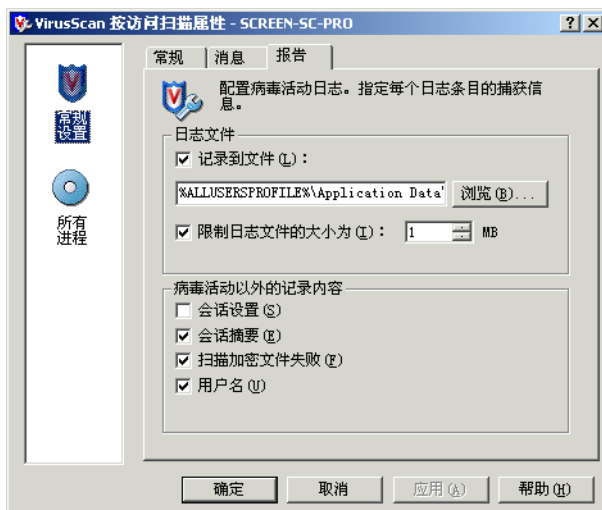 VirusScan 按访问扫描属性 - SCREEN-SC-PRO
常规
设置
所有
进程
常规
消息
报告
配置病毒活动日志。指定每个日志条目的捕获信
息。
日志文件
记录到文件(L)：
%ALLUSERSPROFILE%\Application Data'
浏览(B)...
限制日志文件的大小为(I)：
1
MB
病毒活动以外的记录内容
会话设置(S)
会话摘要(E)
扫描加密文件失败(F)
用户名(U)
确定
取消
应用(A)
帮助(H)